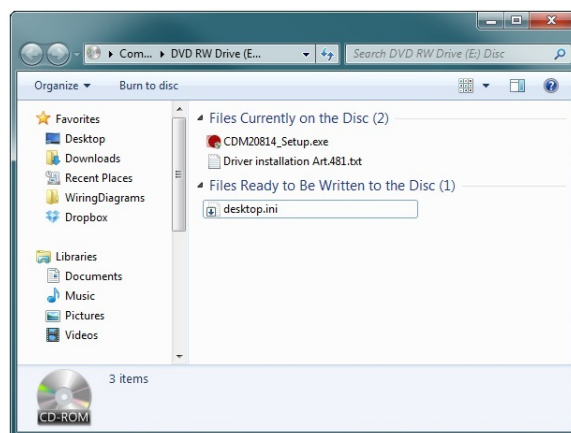 Com... DVD RW Drive (E... Search DVD RW Drive (E:) Disc
Organize Burn to disc
Favorites
Desktop
Downloads
Recent Places
WiringDiagrams
Dropbox
Libraries
Documents
Music
Pictures
Videos
Files Currently on the Disc (2)
CDM20814_Setup.exe
Driver installation Art.481.txt
Files Ready to Be Written to the Disc (1)
desktop.ini
3 items
CD-ROM